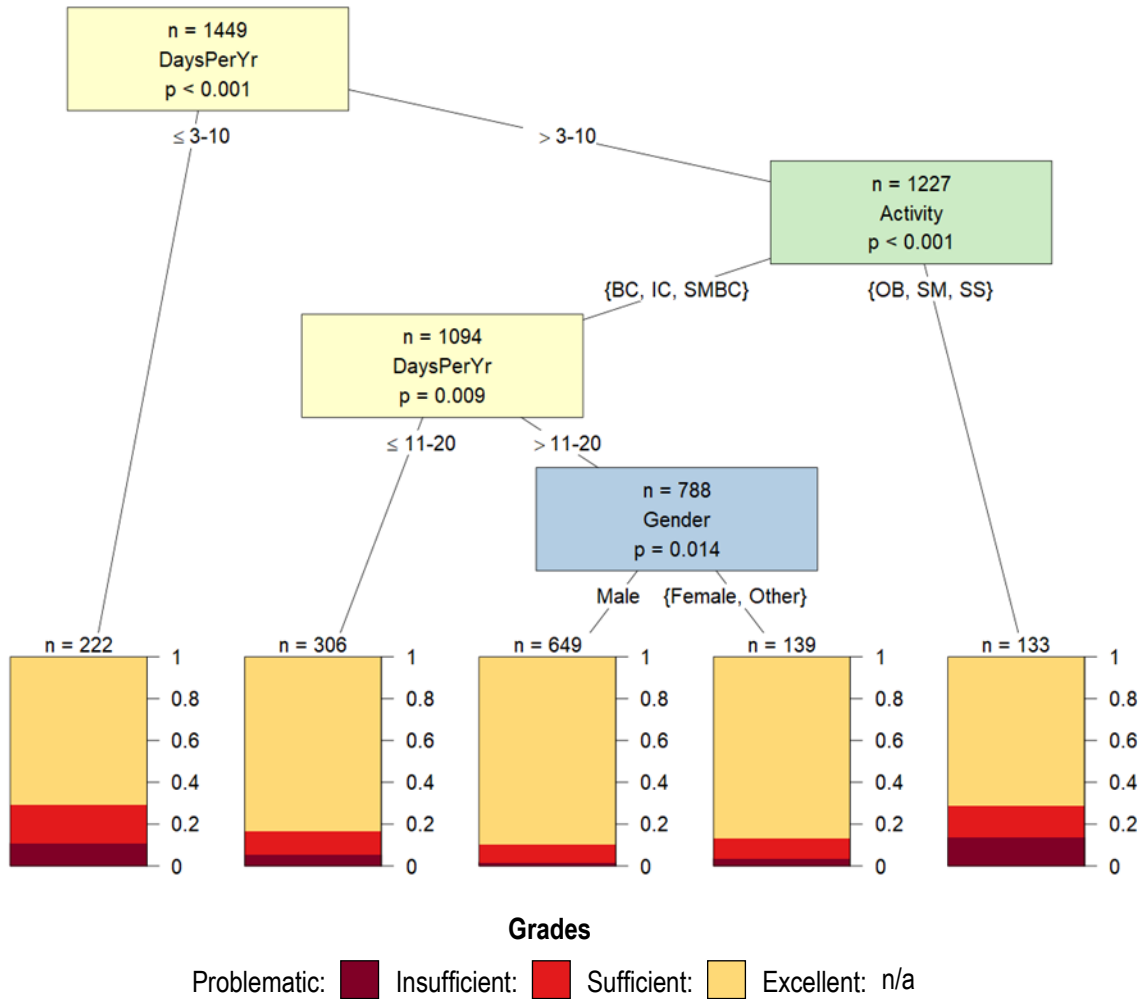 n = 1449
DaysPerYr
p < 0.001
≤ 3-10
> 3-10
n = 1227
Activity
p < 0.001
{BC, IC, SMBC}
{OB, SM, SS}
n = 1094
DaysPerYr
p = 0.009
≤ 11-20
> 11-20
n = 788
Gender
p = 0.014
Male
{Female, Other}
n = 222
1
0.8
0.6
0.4
0.2
0
n = 306
1
0.8
0.6
0.4
0.2
0
n = 649
1
0.8
0.6
0.4
0.2
0
n = 139
1
0.8
0.6
0.4
0.2
0
n = 133
1
0.8
0.6
0.4
0.2
0
Grades
Problematic: Insufficient: Sufficient: Excellent: n/a